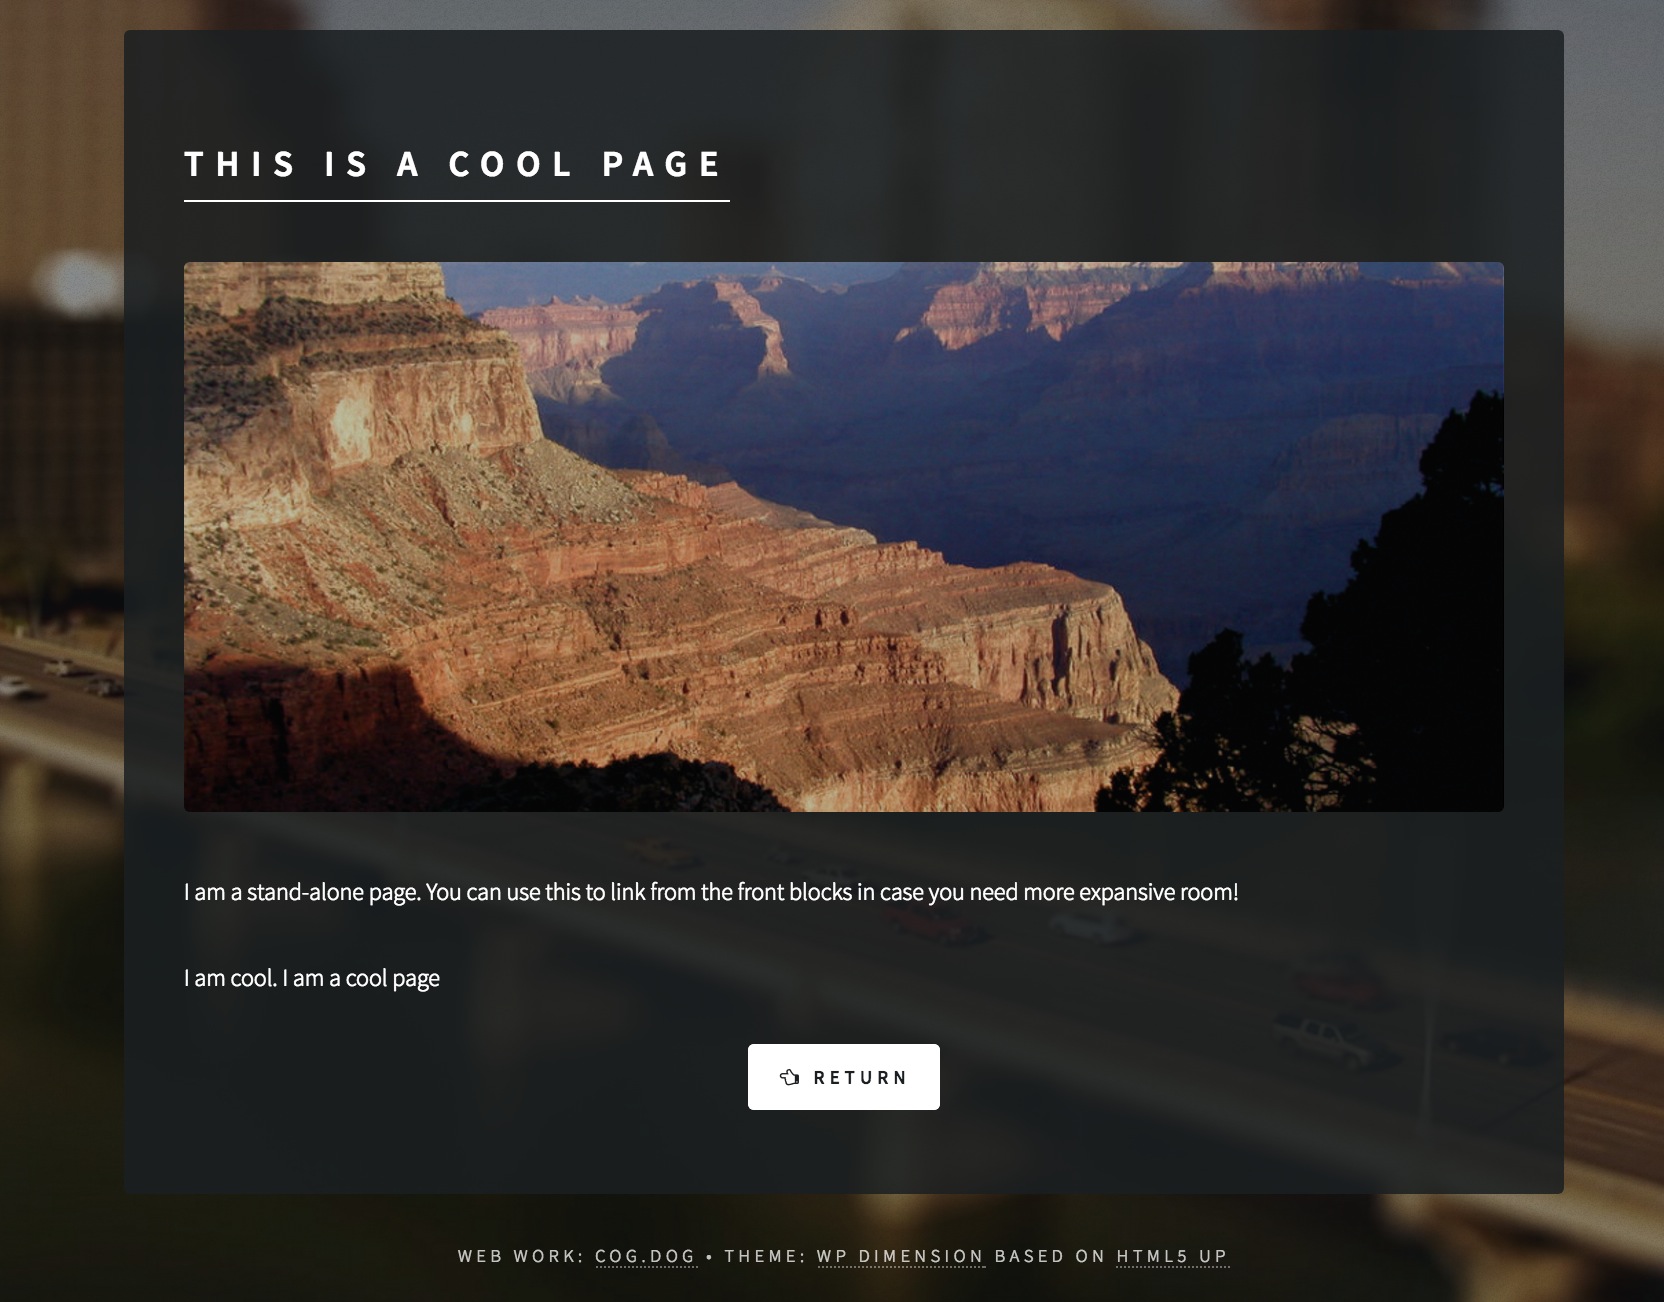 THIS IS A COOL PAGE
I am a stand-alone page. You can use this to link from the front blocks in case you need more expansive room!
I am cool. I am a cool page
RETURN
WEB WORK: COG.DOG • THEME: WP DIMENSION BASED ON HTML5 UP